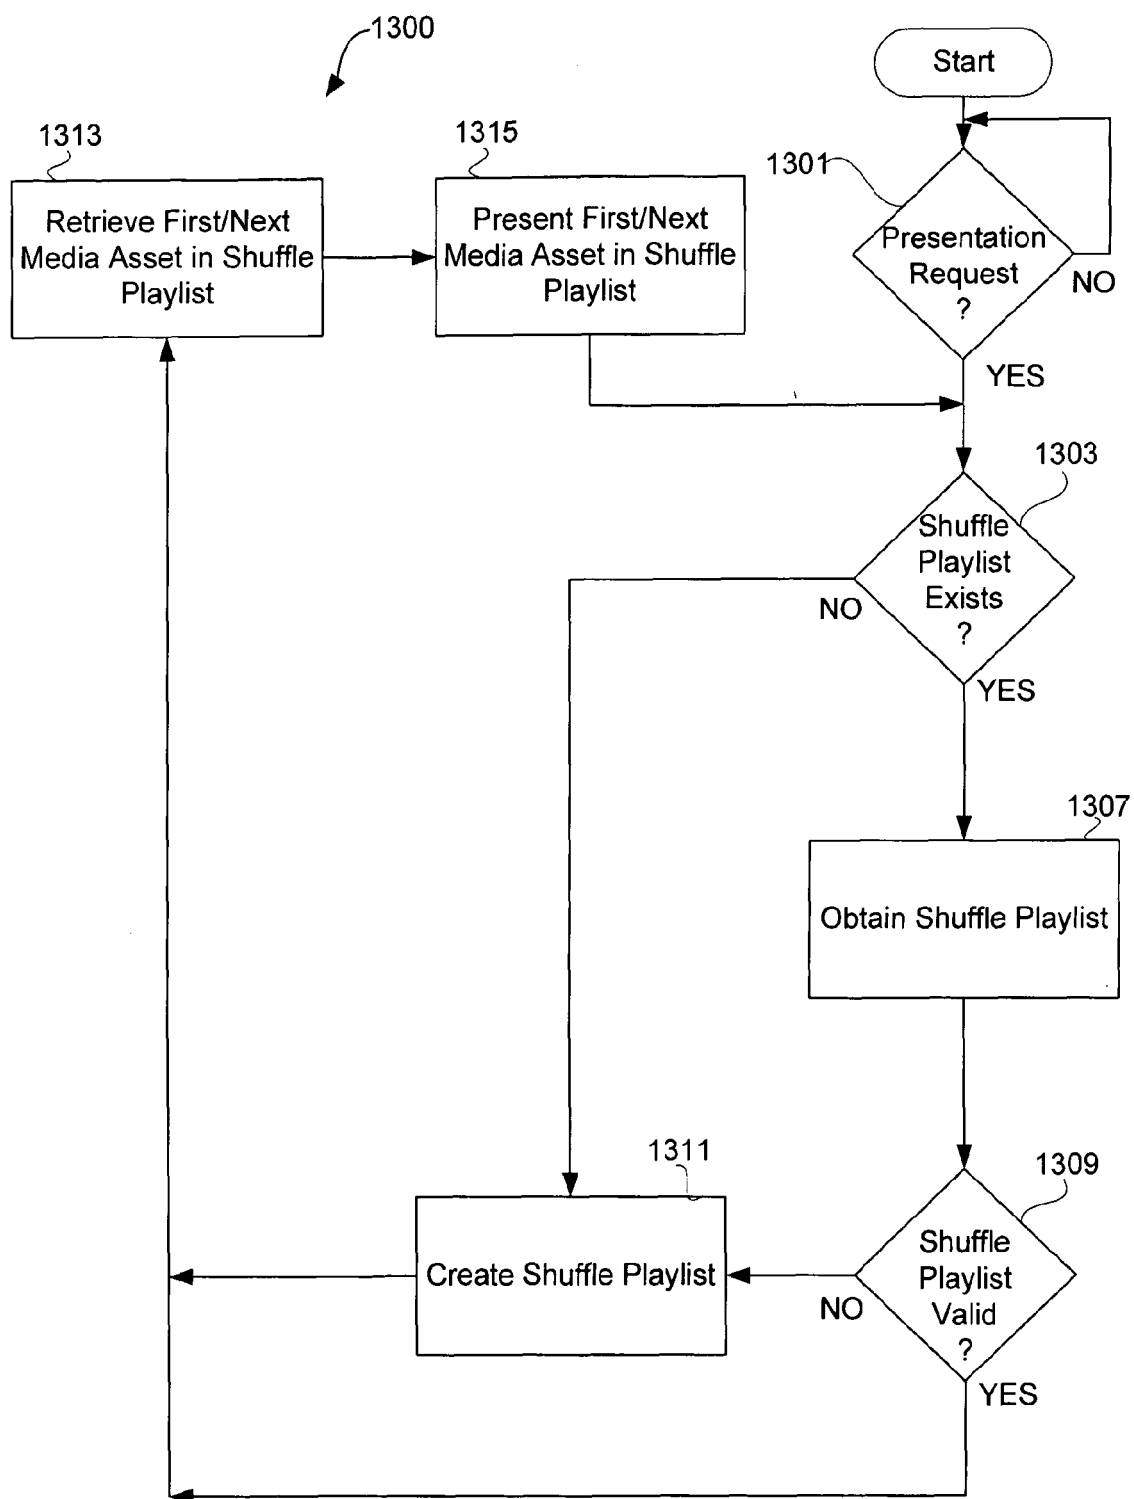 1300
Start
1313
1315
1301
Retrieve First/Next
Media Asset in Shuffle
Playlist
Present First/Next
Media Asset in Shuffle
Playlist
Presentation
Request
?
NO
YES
1303
Shuffle
Playlist
Exists
?
NO
YES
1307
Obtain Shuffle Playlist
1311
1309
Create Shuffle Playlist
Shuffle
Playlist
Valid
?
NO
YES